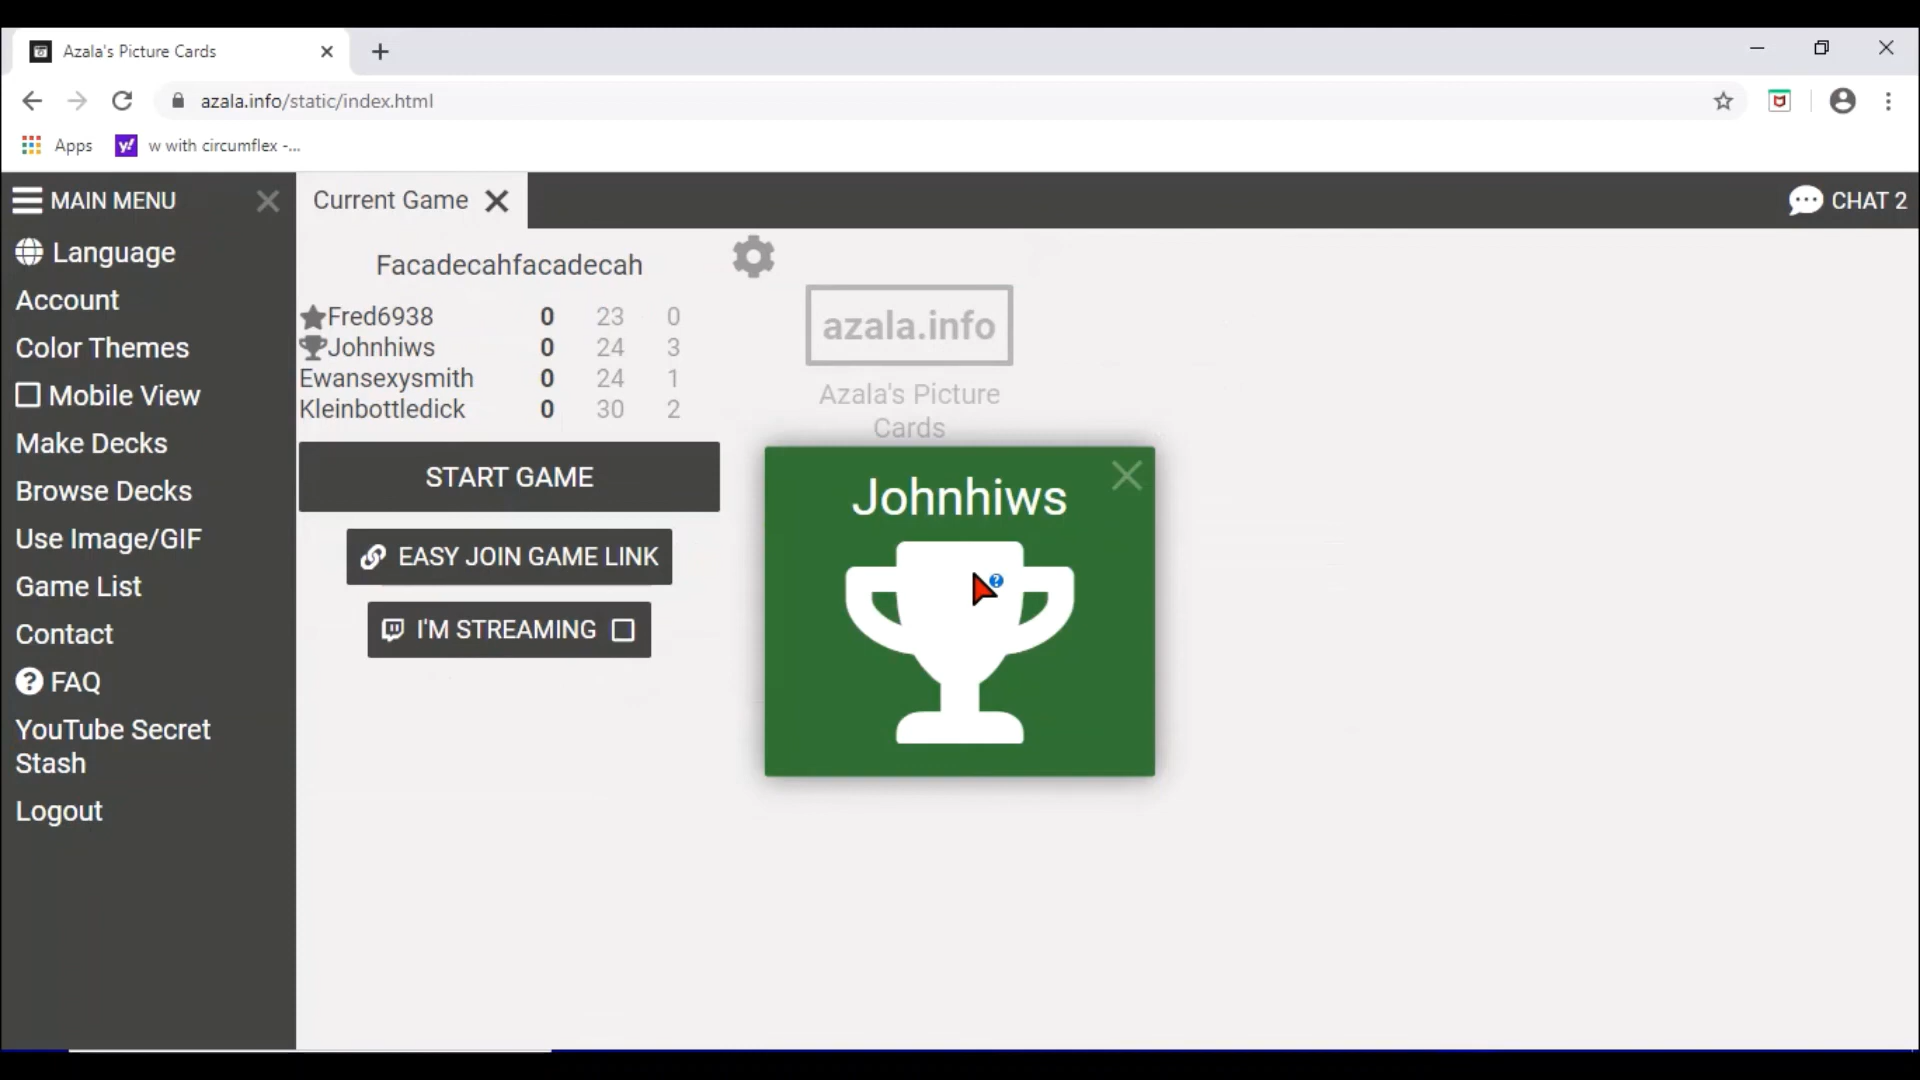 Azala's Picture Cards
azala.info/static/index.html
Apps
w with circumflex -...
MAIN MENU
Current Game
CHAT 2
Language
Account
Color Themes
Mobile View
Make Decks
Browse Decks
Use Image/GIF
Game List
Contact
FAQ
YouTube Secret
Stash
Logout
Facadecahfacadecah
Fred6938 0 23 0
Johnhiws 0 24 3
Ewansexysmith 0 24 1
Kleinbottledick 0 30 2
START GAME
EASY JOIN GAME LINK
I'M STREAMING
azala.info
Azala's Picture
Cards
Johnhiws